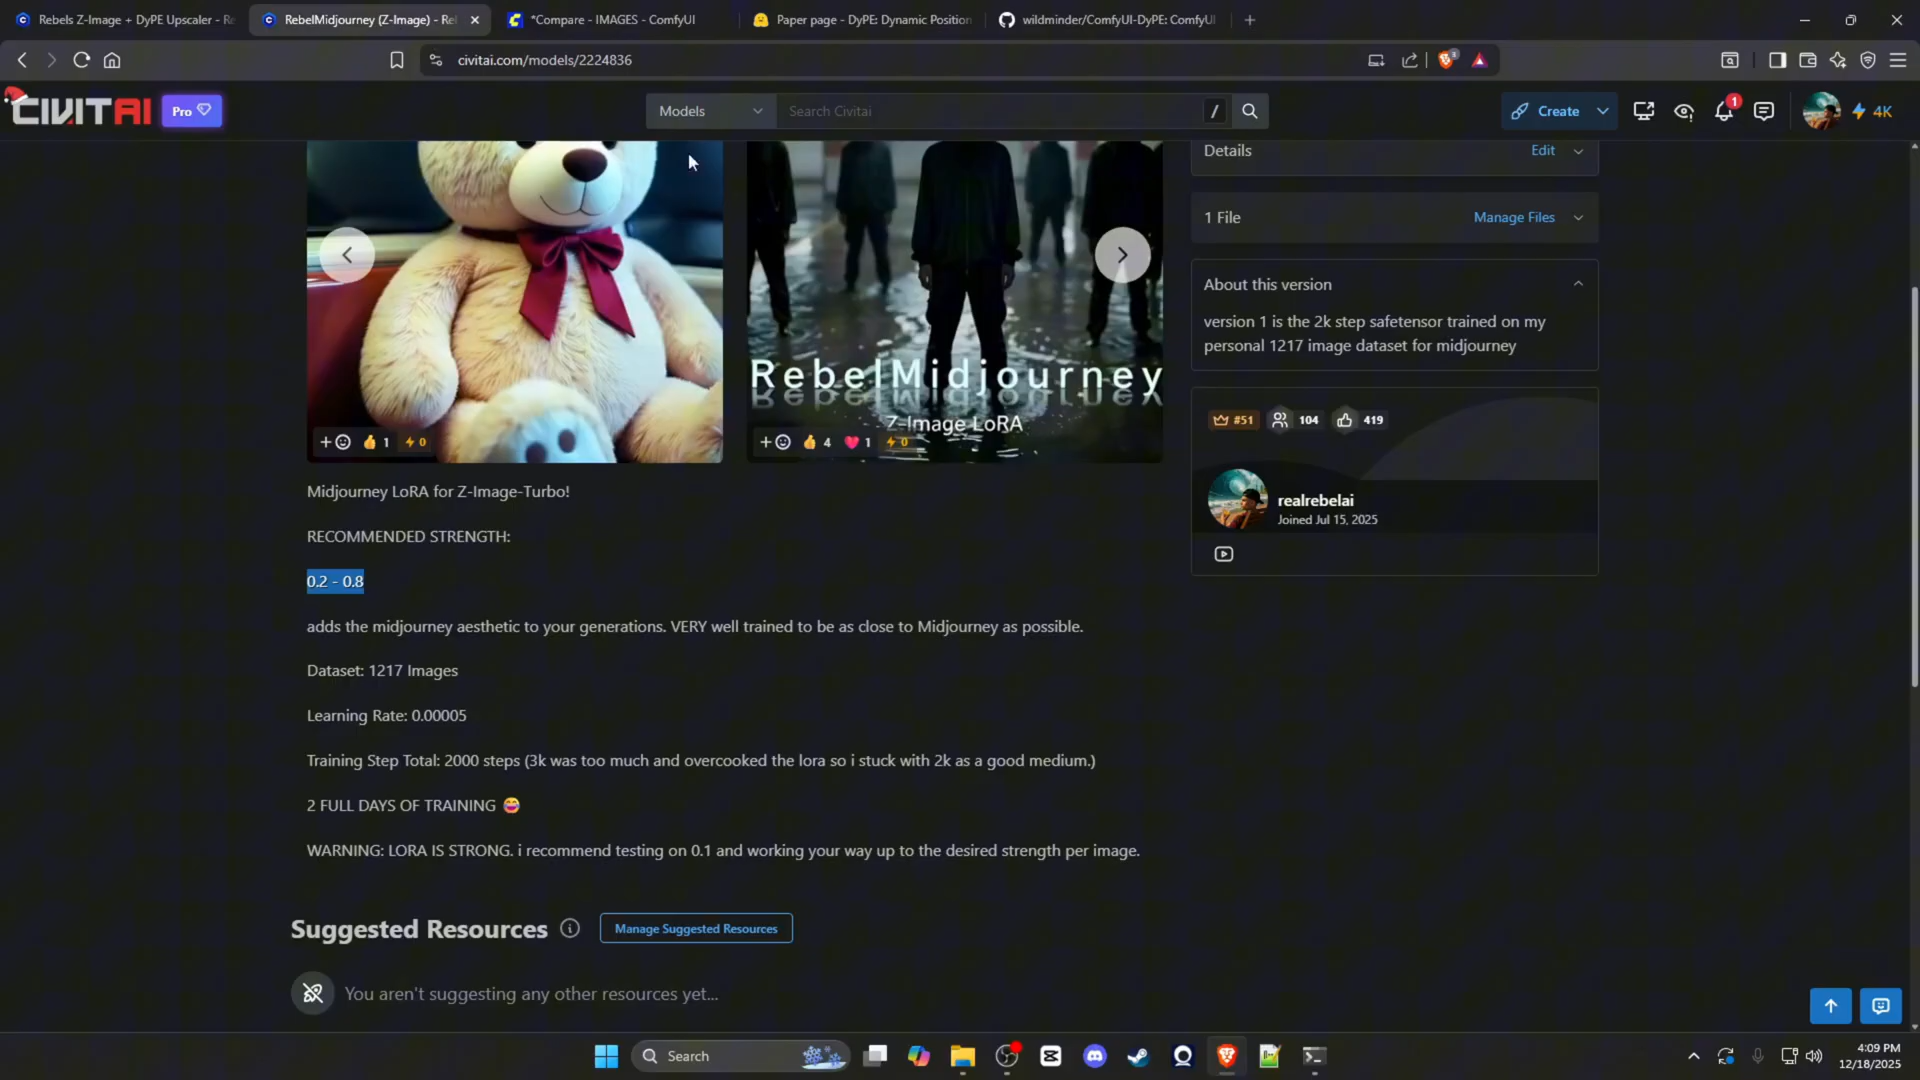 Rebels Z-Image + DyPE Upscaler - Re
RebelMidjourney (Z-Image) - Rel
*Compare - IMAGES - ComfyUI
Paper page - DyPE: Dynamic Position
wildminder/ComfyUI-DyPE: ComfyUI
civitai.com/models/2224836
3
CIVITAI
Pro
Models
Search Civitai
/
Create
1
4K
Details
Edit
1 File
Manage Files
About this version
version 1 is the 2k step safetensor trained on my
personal 1217 image dataset for midjourney
RebelMidjourney
Z-Image LoRA
1
0
4
1
0
#51
104
419
realrebelai
Joined Jul 15, 2025
Midjourney LoRA for Z-Image-Turbo!
RECOMMENDED STRENGTH:
0.2 - 0.8
adds the midjourney aesthetic to your generations. VERY well trained to be as close to Midjourney as possible.
Dataset: 1217 Images
Learning Rate: 0.00005
Training Step Total: 2000 steps (3k was too much and overcooked the lora so i stuck with 2k as a good medium.)
2 FULL DAYS OF TRAINING 😅
WARNING: LORA IS STRONG. i recommend testing on 0.1 and working your way up to the desired strength per image.
Suggested Resources
Manage Suggested Resources
You aren't suggesting any other resources yet...
Search
4:09 PM
12/18/2025